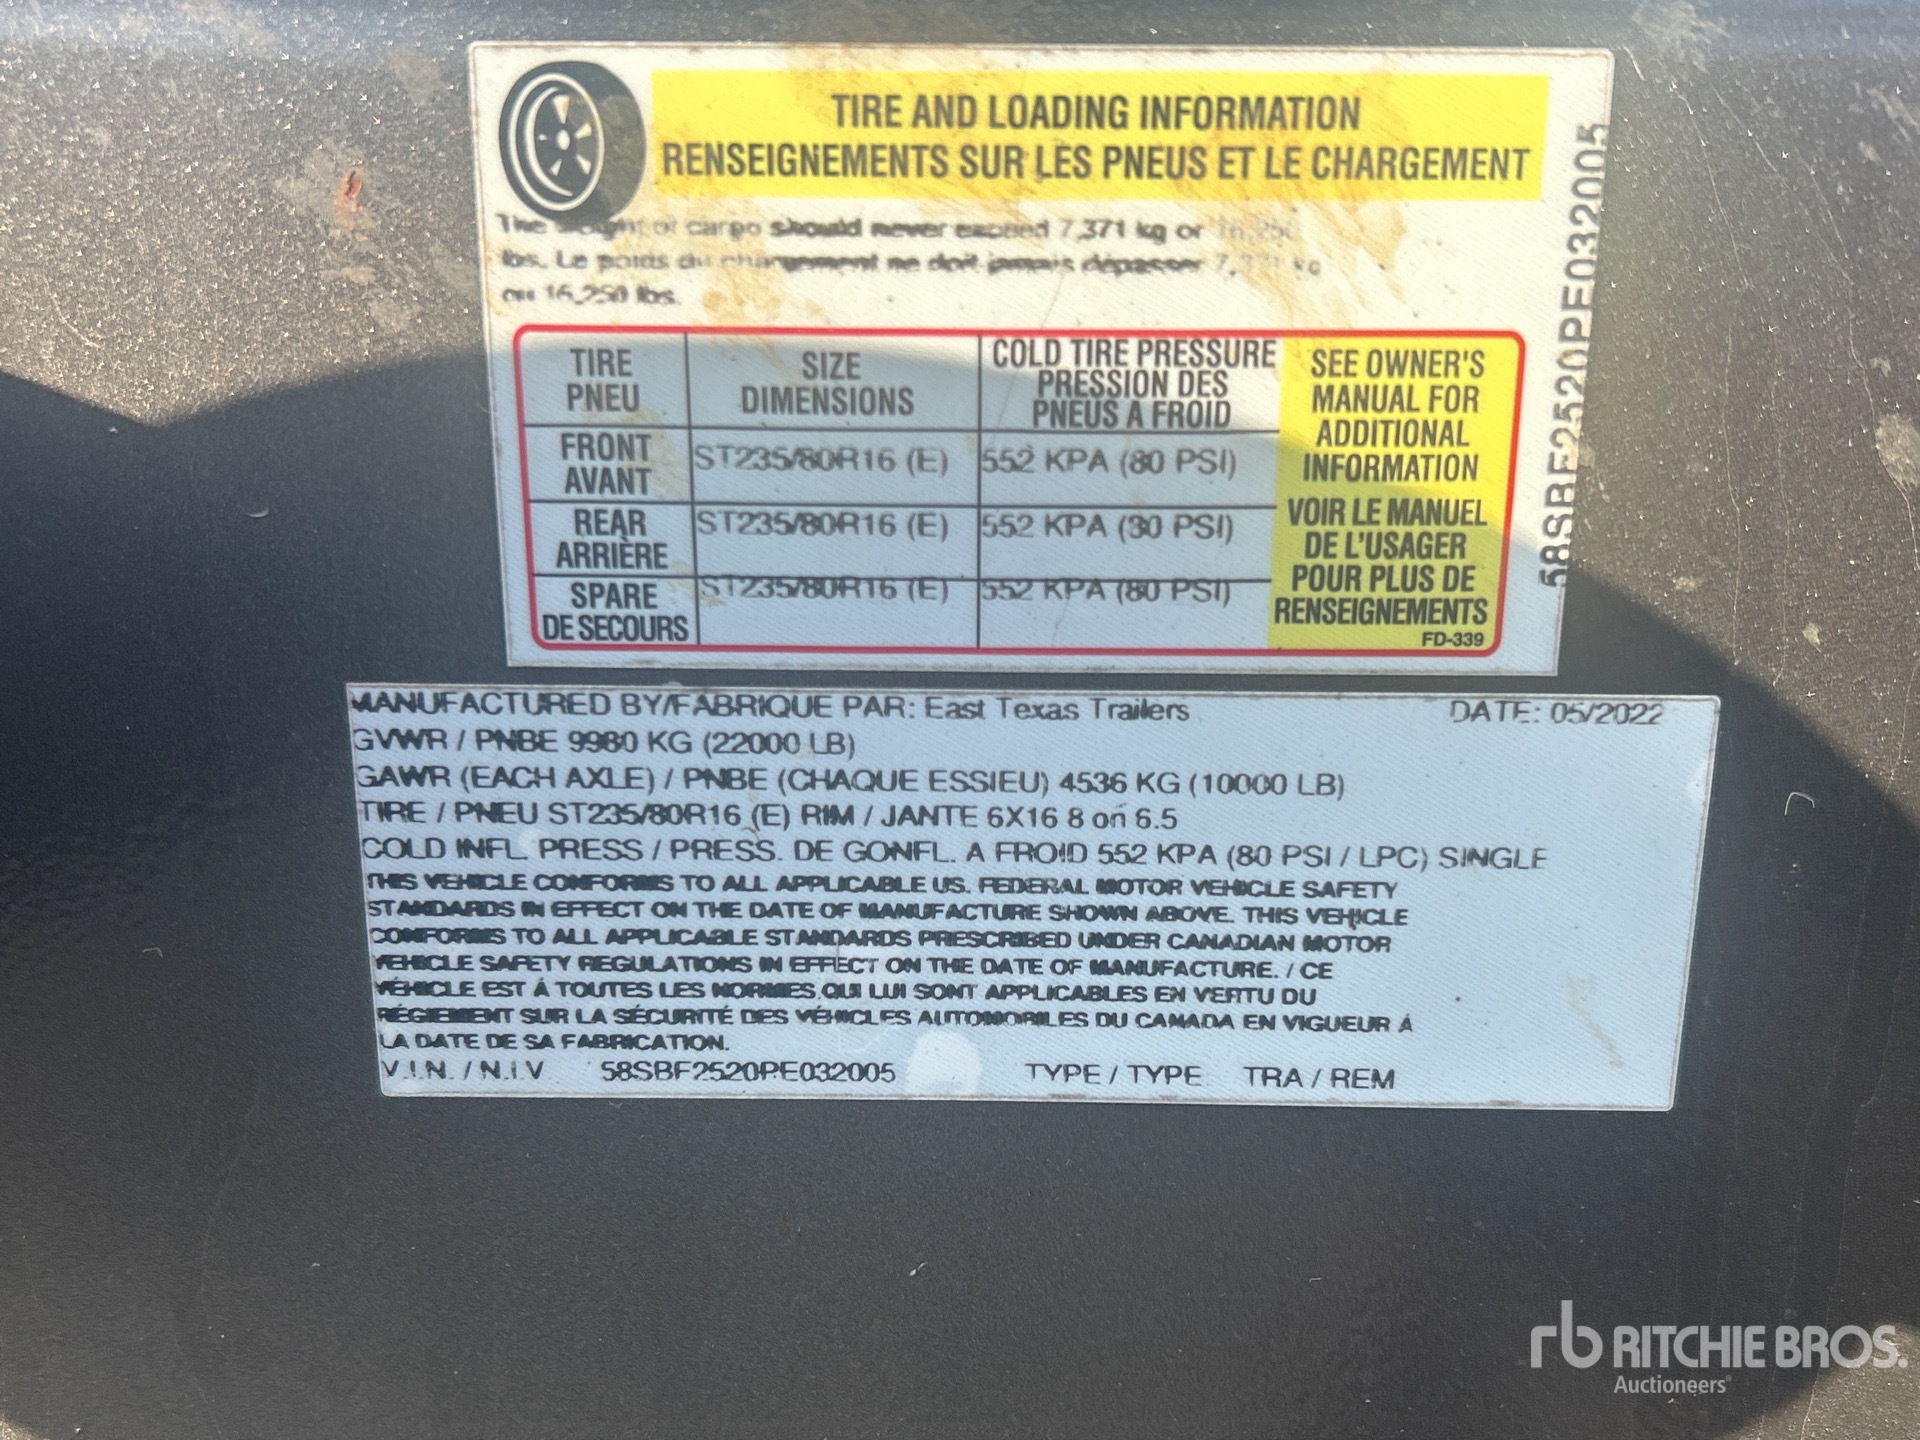 TIRE AND LOADING INFORMATION
RENSEIGNEMENTS SUR LES PNEUS ET LE CHARGEMENT
The weight of cargo should never exceed 7,371 kg or 16,250
lbs. Le poids du chargement ne doit jamais dépasser 7,371 kg
ou 16,250 lbs.
TIRE PNEU
SIZE DIMENSIONS
COLD TIRE PRESSURE PRESSION DES PNEUS A FROID
FRONT AVANT ST235/80R16 (E) 552 KPA (80 PSI)
REAR ARRIÈRE ST235/80R16 (E) 552 KPA (80 PSI)
SPARE DE SECOURS ST235/80R16 (E) 552 KPA (80 PSI)
SEE OWNER'S
MANUAL FOR
ADDITIONAL
INFORMATION
VOIR LE MANUEL
DE L'USAGER
POUR PLUS DE
RENSEIGNEMENTS
FD-339
58SBF2520PE032005
MANUFACTURED BY/FABRIQUE PAR: East Texas Trailers DATE: 05/2022
GVWR / PNBE 9980 KG (22000 LB)
GAWR (EACH AXLE) / PNBE (CHAQUE ESSIEU) 4536 KG (10000 LB)
TIRE / PNEU ST235/80R16 (E) RIM / JANTE 6X16 8 on 6.5
COLD INFL. PRESS / PRESS. DE GONFL. A FROID 552 KPA (80 PSI / LPC) SINGLE
THIS VEHICLE CONFORMS TO ALL APPLICABLE US. FEDERAL MOTOR VEHICLE SAFETY
STANDARDS IN EFFECT ON THE DATE OF MANUFACTURE SHOWN ABOVE. THIS VEHICLE
CONFORMS TO ALL APPLICABLE STANDARDS PRESCRIBED UNDER CANADIAN MOTOR
VEHICLE SAFETY REGULATIONS IN EFFECT ON THE DATE OF MANUFACTURE. / CE
VÉHICLE EST Á TOUTES LES NORMES QUI LUI SONT APPLICABLES EN VERTU DU
RÉGIEMENT SUR LA SÉCURITÉ DES VÉHICLES AUTOMOBILES DU CANADA EN VIGUEUR Á
LA DATE DE SA FABRICATION.
V.I.N. / N.I.V 58SBF2520PE032005 TYPE / TYPE TRA / REM
rb RITCHIE BROS.
Auctioneers